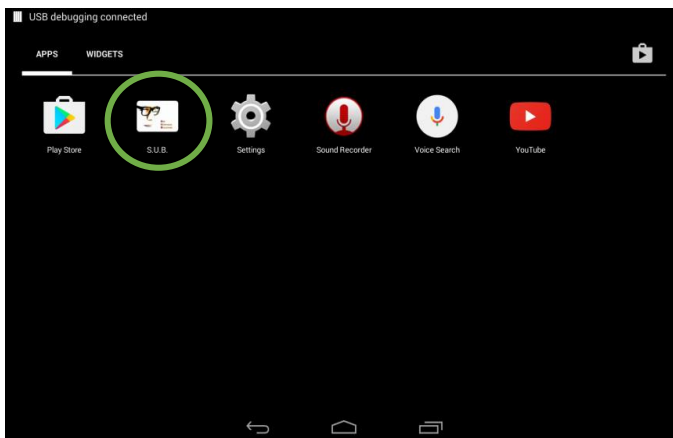 USB debugging connected
APPS WIDGETS
Play Store S.U.B. Settings Sound Recorder Voice Search YouTube